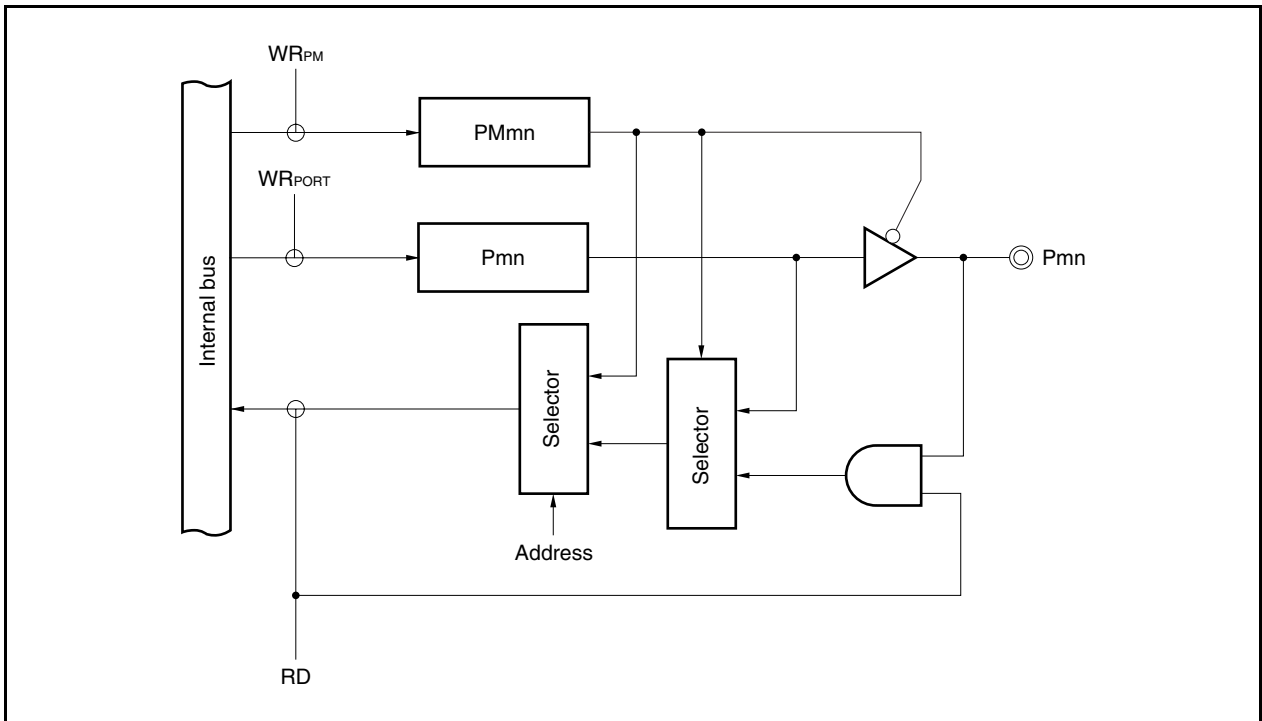 WRPM
PMmn
WRPORT
Pmn
Pmn
Internal bus
Selector
Selector
Address
RD